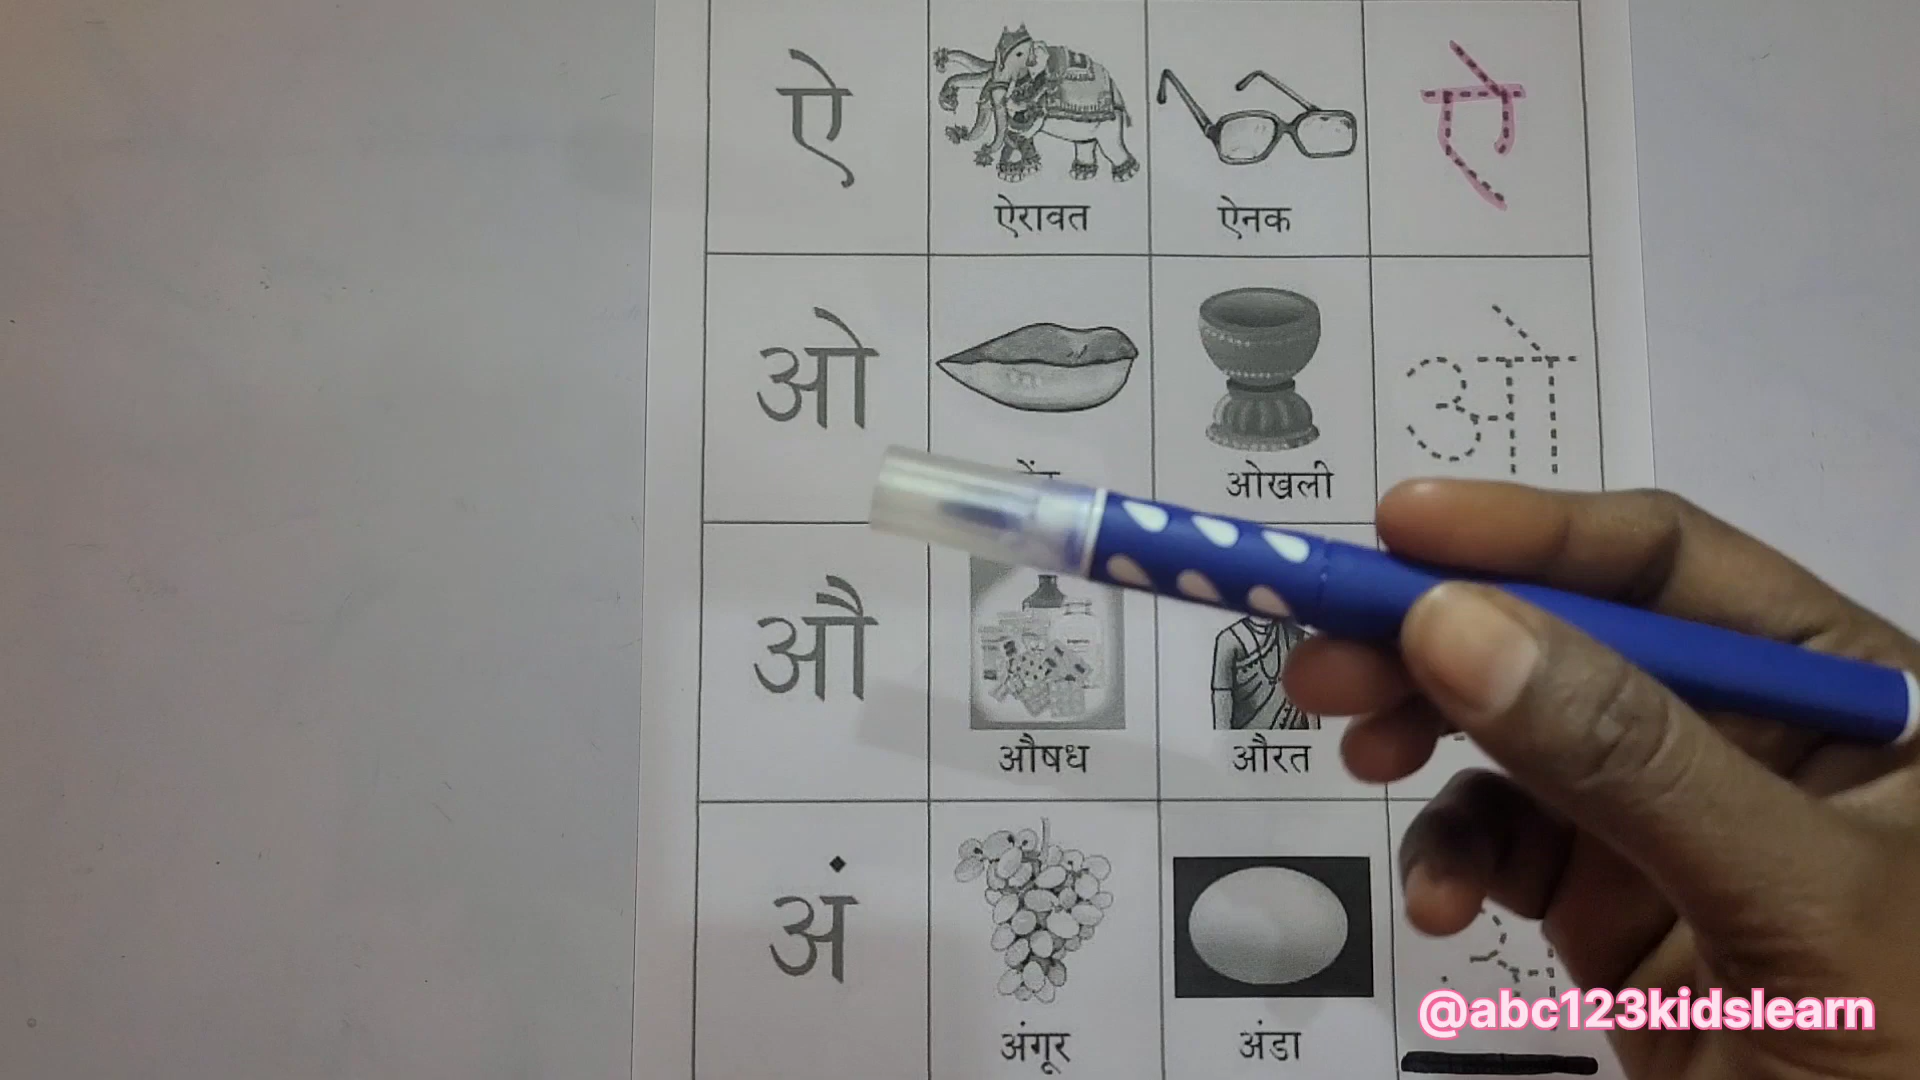 ऐ
ऐरावत
ऐनक
ऐ
ओ
ओखली
ओ
औ
औषध
औरत
अं
अंगूर
अंडा
@abc123kidslearn